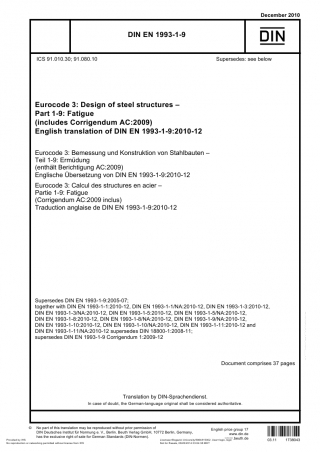 December 2010
DIN EN 1993-1-9
DIN
ICS 91.010.30; 91.080.10
Supersedes: see below
Eurocode 3: Design of steel structures –
Part 1-9: Fatigue
(includes Corrigendum AC:2009)
English translation of DIN EN 1993-1-9:2010-12
Eurocode 3: Bemessung und Konstruktion von Stahlbauten –
Teil 1-9: Ermüdung
(enthält Berichtigung AC:2009)
Englische Übersetzung von DIN EN 1993-1-9:2010-12
Eurocode 3: Calcul des structures en acier –
Partie 1-9: Fatigue
(Corrigendum AC:2009 inclus)
Traduction anglaise de DIN EN 1993-1-9:2010-12
Supersedes DIN EN 1993-1-9:2005-07;
together with DIN EN 1993-1-1:2010-12, DIN EN 1993-1-1/NA:2010-12, DIN EN 1993-1-3:2010-12,
DIN EN 1993-1-3/NA:2010-12, DIN EN 1993-1-5:2010-12, DIN EN 1993-1-5/NA:2010-12,
DIN EN 1993-1-8:2010-12, DIN EN 1993-1-8/NA:2010-12, DIN EN 1993-1-9/NA:2010-12,
DIN EN 1993-1-10:2010-12, DIN EN 1993-1-10/NA:2010-12, DIN EN 1993-1-11:2010-12 and
DIN EN 1993-1-11/NA:2010-12 supersedes DIN 18800-1:2008-11;
supersedes DIN EN 1993-1-9 Corrigendum 1:2009-12
Document comprises 37 pages
Translation by DIN-Sprachendienst.
In case of doubt, the German-language original shall be considered authoritative.
© No part of this translation may be reproduced without prior permission of
DIN Deutsches Institut für Normung e. V., Berlin. Beuth Verlag GmbH, 10772 Berlin, Germany,
has the exclusive right of sale for German Standards (DIN-Normen).
English price group 17
www.din.de
www.beuth.de